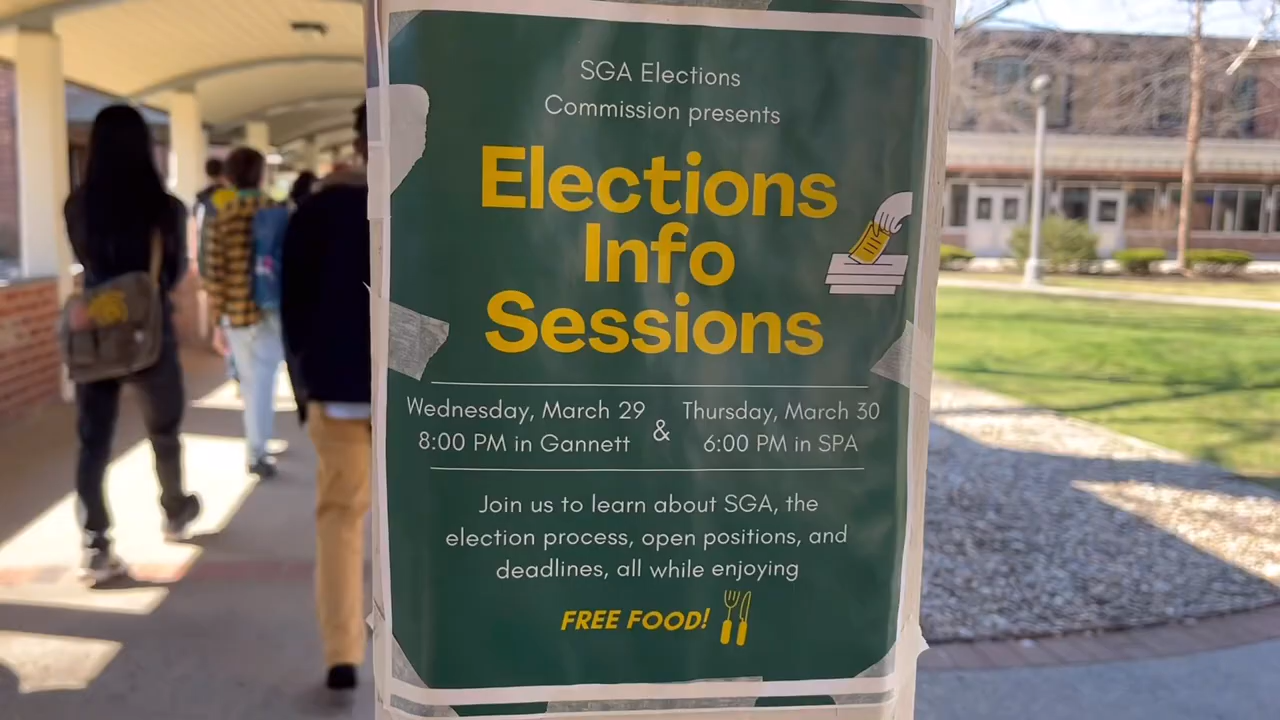 SGA Elections
Commission presents
Elections
Info
Sessions
Wednesday, March 29
8:00 PM in Gannett
&
Thursday, March 30
6:00 PM in SPA
Join us to learn about SGA, the
election process, open positions, and
deadlines, all while enjoying
FREE FOOD!